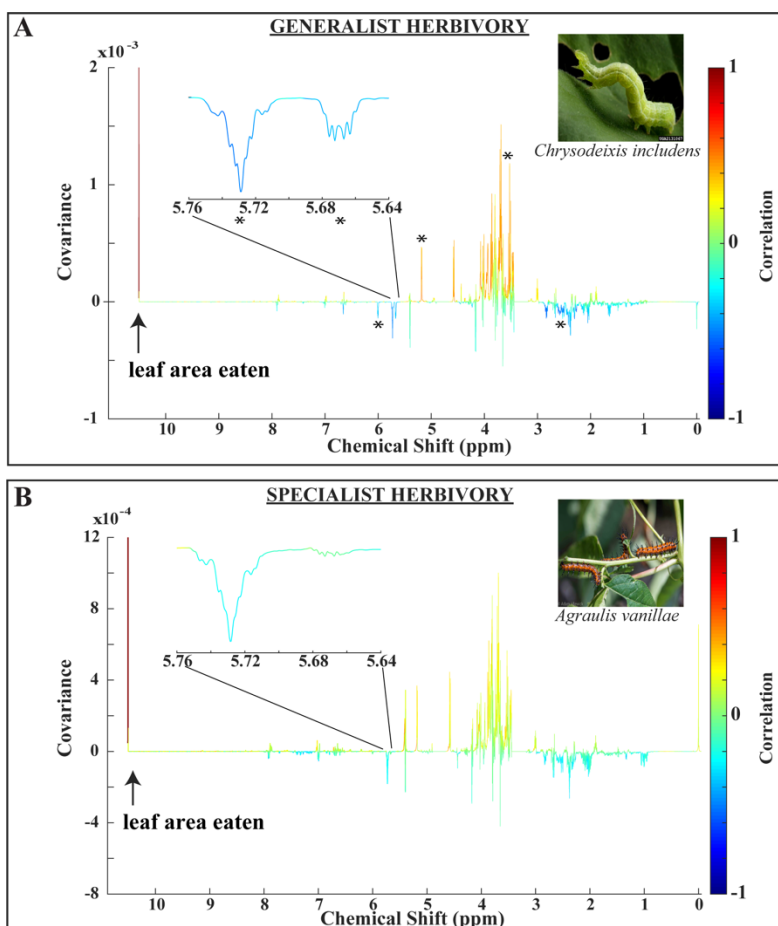 A
GENERALIST HERBIVORY
x10⁻³
2
1
0
-1
Covariance
5.76 5.72 5.68 5.64
* *
*
*
*
*
leaf area eaten
10 9 8 7 6 5 4 3 2 1 0
Chemical Shift (ppm)
Chrysodeixis includens
1
0
-1
Correlation
B
SPECIALIST HERBIVORY
x10⁻⁴
12
8
4
0
-4
-8
Covariance
5.76 5.72 5.68 5.64
leaf area eaten
10 9 8 7 6 5 4 3 2 1 0
Chemical Shift (ppm)
Agraulis vanillae
1
0
-1
Correlation